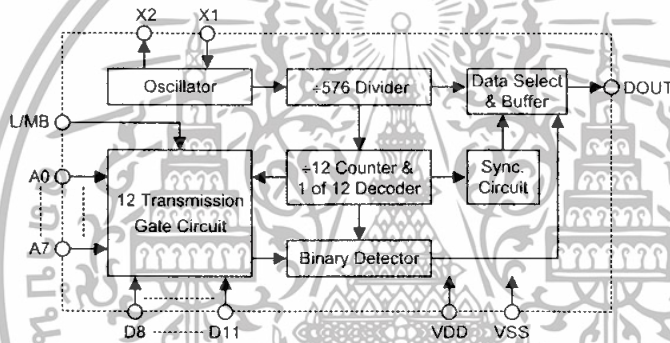 X2 X1
Oscillator
÷576 Divider
Data Select
& Buffer
DOUT
L/MB
A0
12 Transmission
Gate Circuit
÷12 Counter &
1 of 12 Decoder
Sync.
Circuit
A7
Binary Detector
D8 D11
VDD
VSS